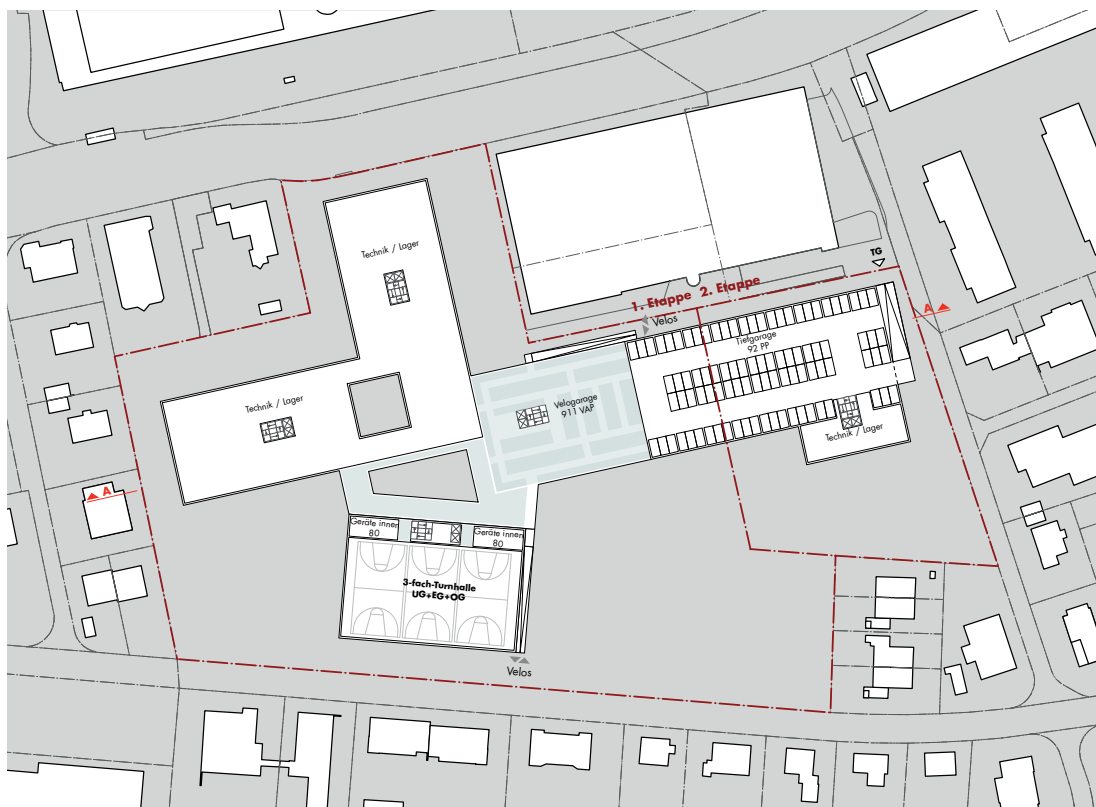 Technik / Lager
TG
1. Etappe 2. Etappe
A
Velos
Tiefgarage
92 PP
Technik / Lager
Velogarage
911 VAP
Technik / Lager
A
Geräte innen
80
Geräte innen
80
3-fach-Turnhalle
UG+EG+OG
Velos